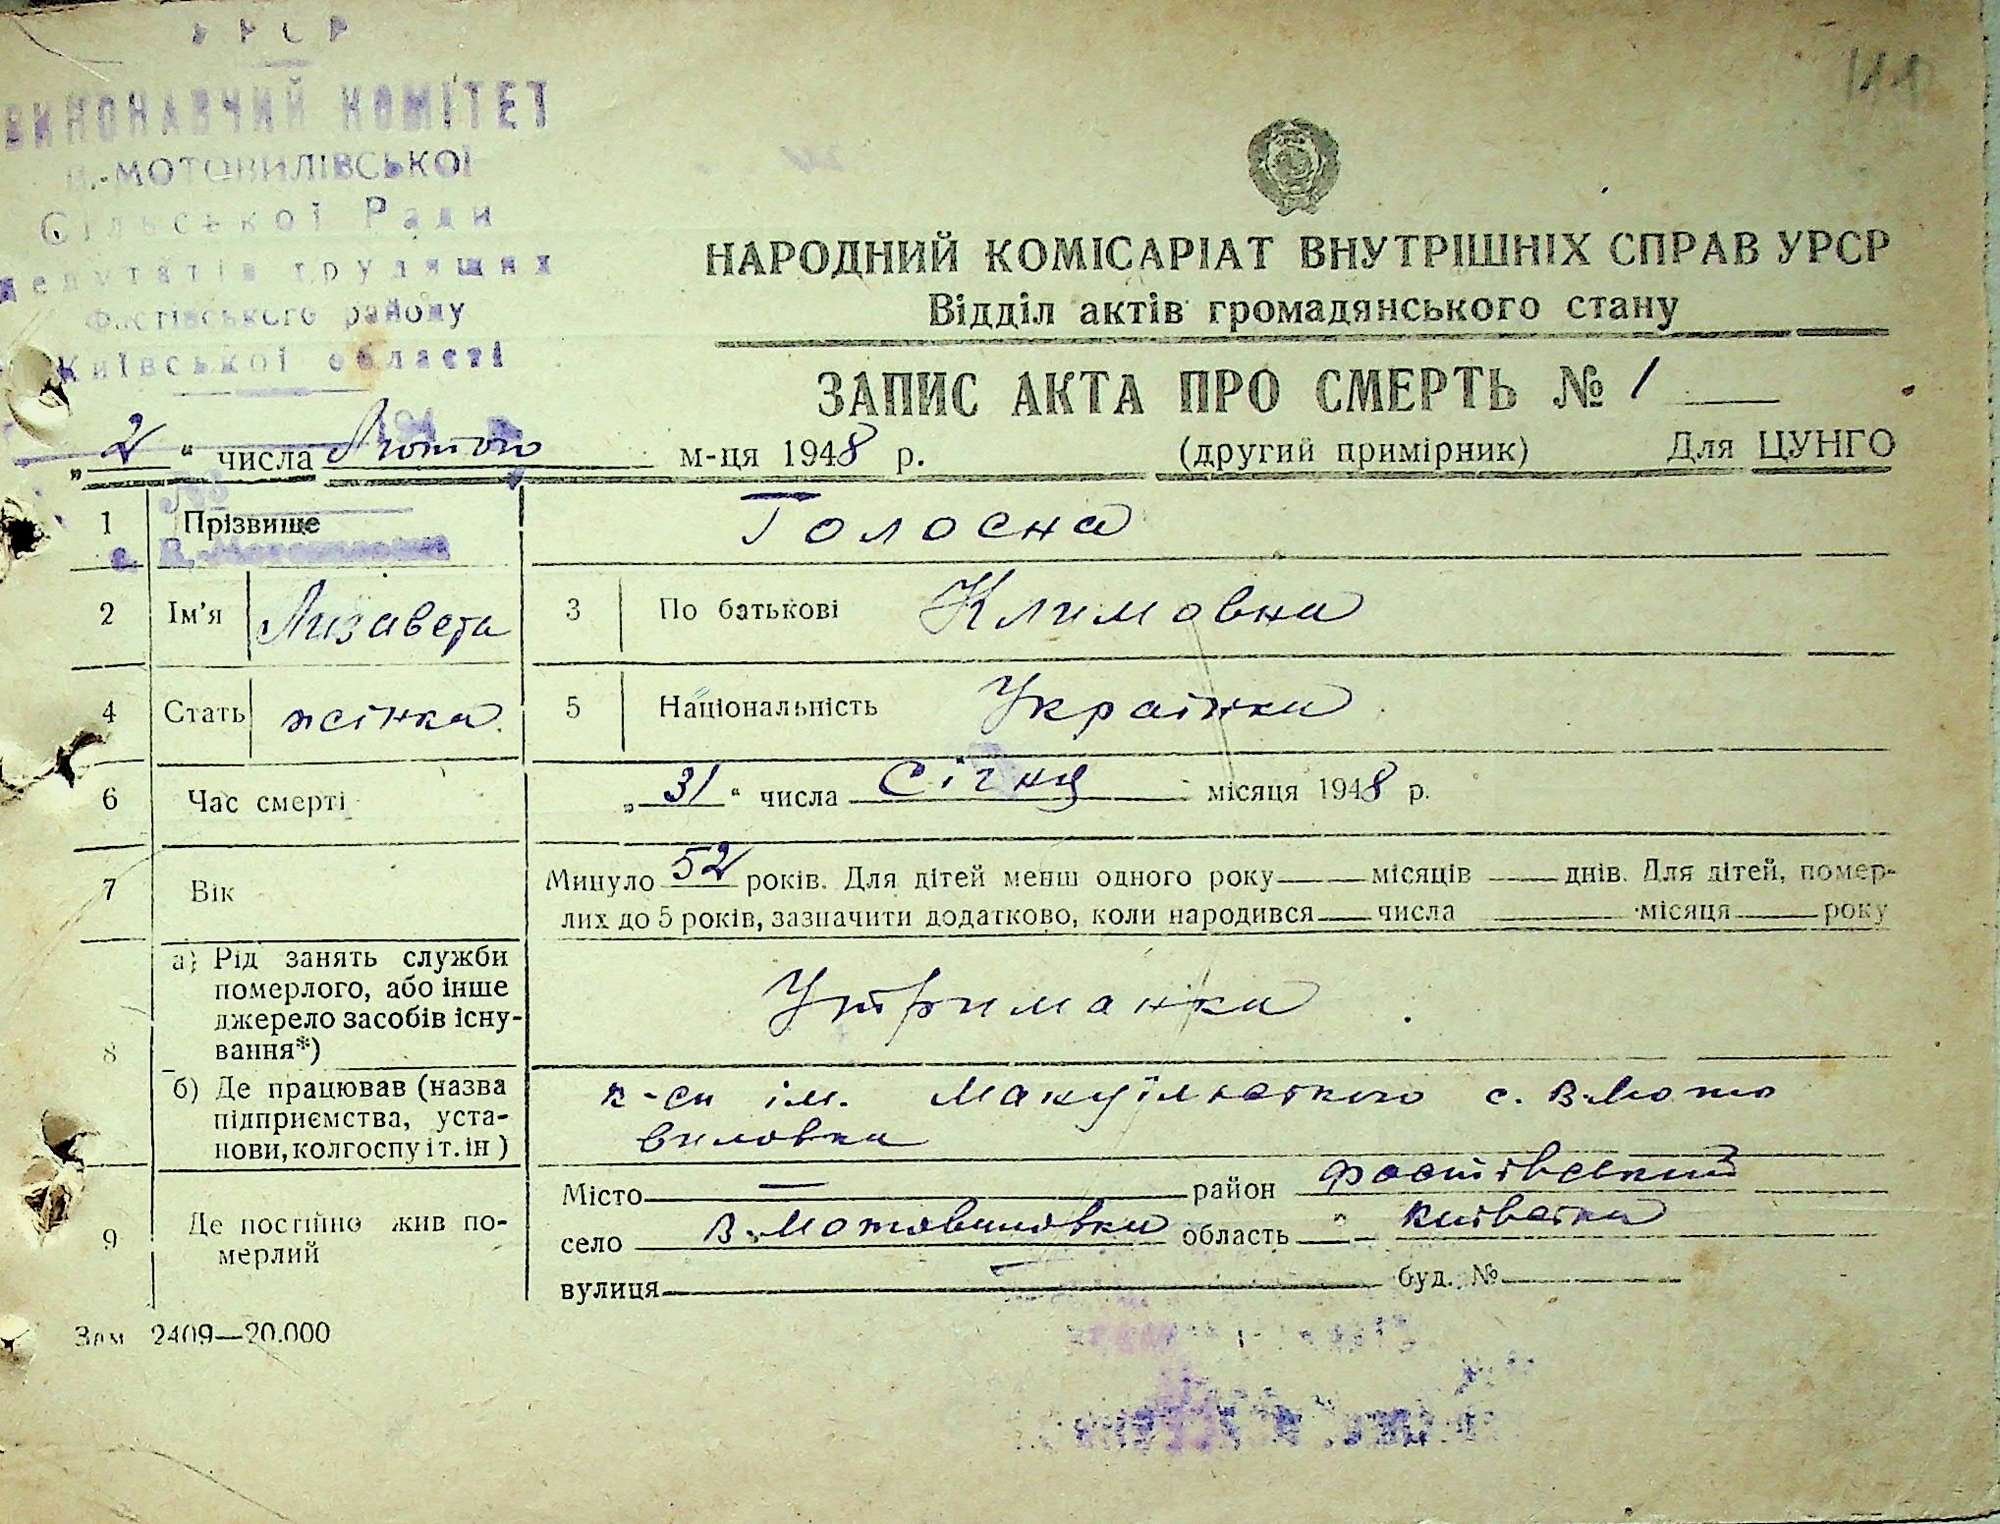 УРСР
ВИКОНАВЧИЙ КОМІТЕТ
В.-МОТОВИЛІВСЬКОЇ
Сільської Ради
депутатів трудящих
Фастівського району
Київської області
194 р.
№
НАРОДНИЙ КОМІСАРІАТ ВНУТРІШНІХ СПРАВ УРСР
Відділ актів громадянського стану
ЗАПИС АКТА ПРО СМЕРТЬ № 1
„2“ числа Лютого м-ця 1948 р. (другий примірник) Для ЦУНГО
1 Прізвище Голосна
2 Ім'я Лизавета 3 По батькові Климовна
4 Стать жінка. 5 Національність Українка
6 Час смерті „31“ числа Січня місяця 1948 р.
7 Вік Минуло 52 років. Для дітей менш одного року місяців днів. Для дітей, помер-
лих до 5 років, зазначити додатково, коли народився числа місяця року
8 а) Рід занять служби
померлого, або інше
джерело засобів існу-
вання*)
Утриманка
б) Де працював (назва
підприємства, уста-
нови, колгоспу і т. ін)
к-сп ім. с. В-Мото
виловка
9 Де постійно жив по-
мерлий
Місто — район Фастівський
село В. Мотовиловка область Київська
вулиця — буд. №
Зам 2409—20.000